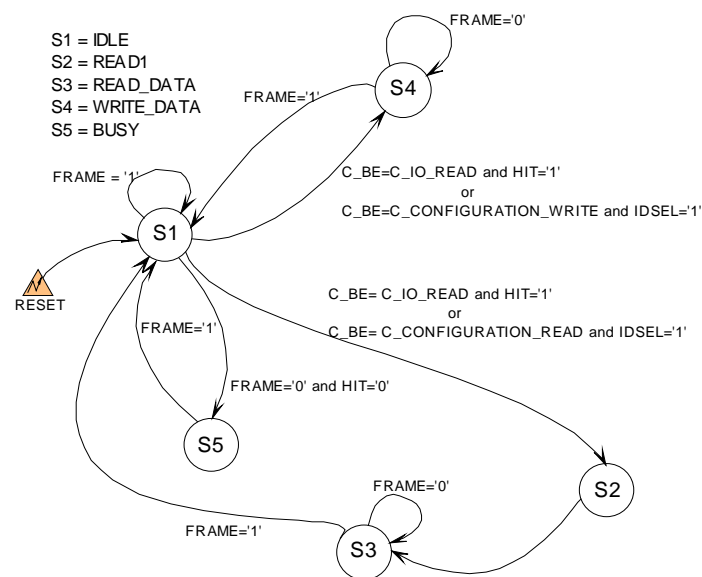 FRAME='0'
S1 = IDLE
S2 = READ1
S3 = READ_DATA
S4 = WRITE_DATA
S5 = BUSY
S4
FRAME='1'
FRAME = '1'
C_BE=C_IO_READ and HIT='1'
or
C_BE=C_CONFIGURATION_WRITE and IDSEL='1'
S1
RESET
C_BE= C_IO_READ and HIT='1'
or
C_BE= C_CONFIGURATION_READ and IDSEL='1'
FRAME='1'
FRAME='0' and HIT='0'
S5
S2
FRAME='0'
FRAME='1'
S3